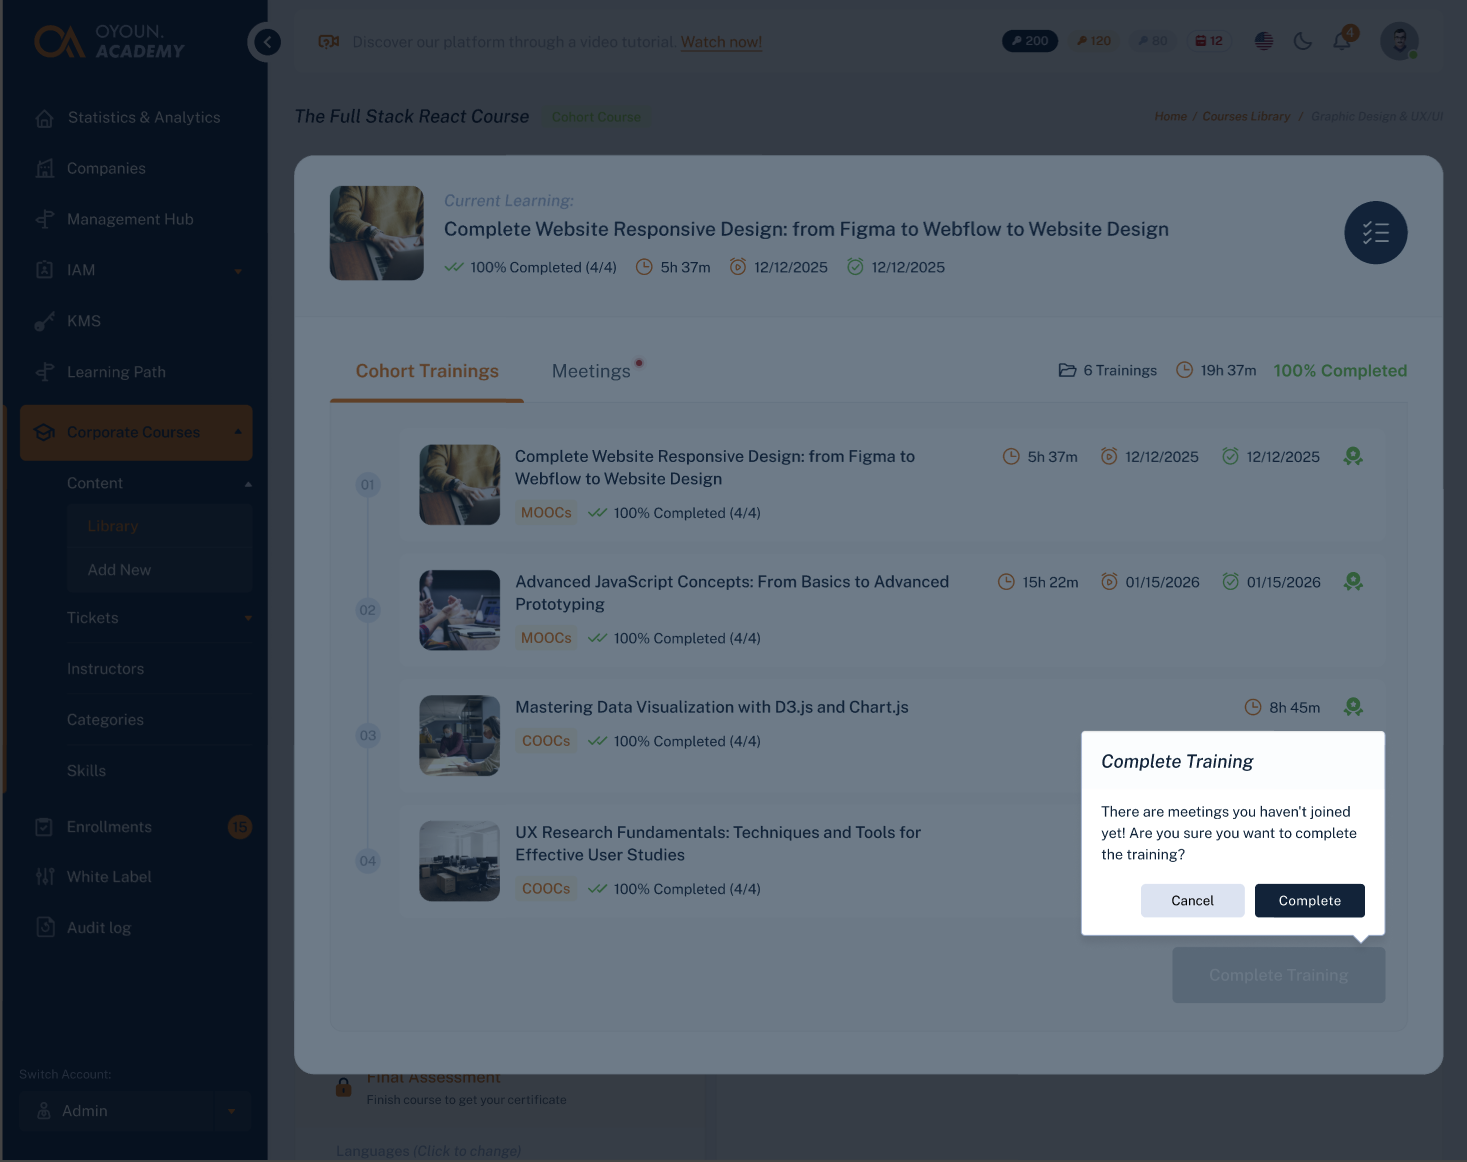 OYOUN.
ACADEMY
Discover our platform through a video tutorial. Watch now!
200
120
80
12
4
Statistics & Analytics
Companies
Management Hub
IAM
KMS
Learning Path
Corporate Courses
Content
Library
Add New
Tickets
Instructors
Categories
Skills
Enrollments
15
White Label
Audit log
Switch Account:
Admin
The Full Stack React Course
Cohort Course
Home / Courses Library / Graphic Design & UX/UI
Current Learning:
Complete Website Responsive Design: from Figma to Webflow to Website Design
100% Completed (4/4)
5h 37m
12/12/2025
12/12/2025
Cohort Trainings
Meetings
6 Trainings
19h 37m
100% Completed
01
Complete Website Responsive Design: from Figma to
Webflow to Website Design
5h 37m
12/12/2025
12/12/2025
MOOCs
100% Completed (4/4)
02
Advanced JavaScript Concepts: From Basics to Advanced
Prototyping
15h 22m
01/15/2026
01/15/2026
MOOCs
100% Completed (4/4)
03
Mastering Data Visualization with D3.js and Chart.js
8h 45m
COOCs
100% Completed (4/4)
04
UX Research Fundamentals: Techniques and Tools for
Effective User Studies
COOCs
100% Completed (4/4)
Complete Training
There are meetings you haven't joined
yet! Are you sure you want to complete
the training?
Cancel
Complete
Complete Training
Final Assessment
Finish course to get your certificate
Languages (Click to change)